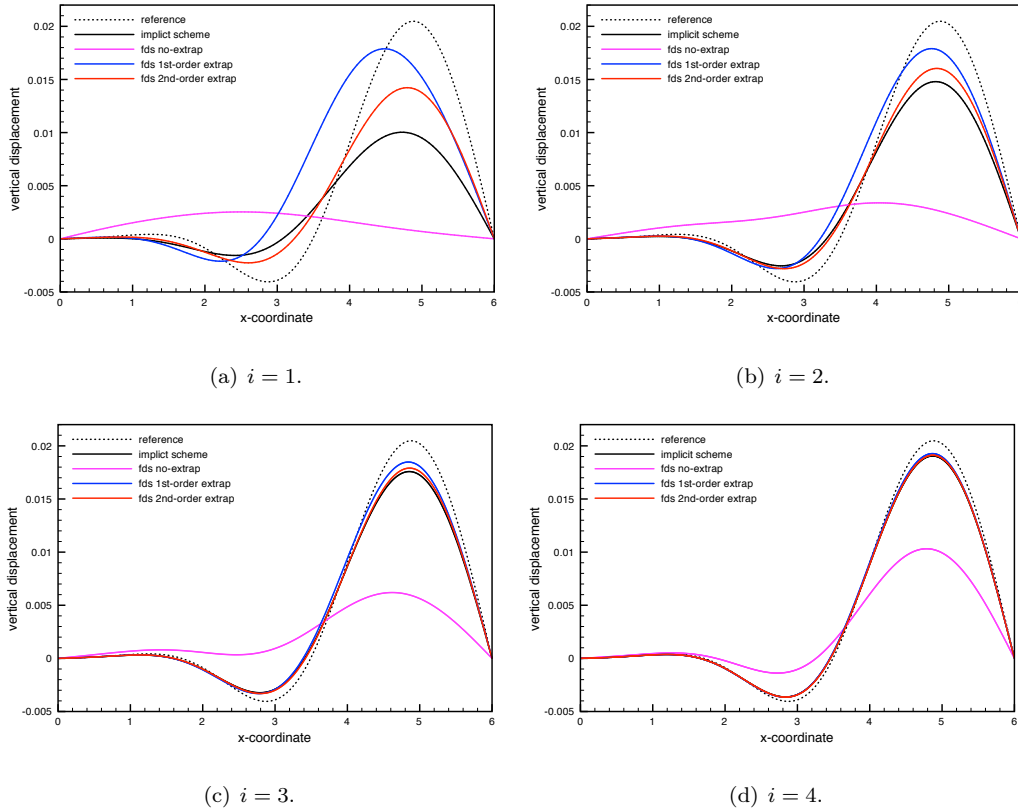 reference
implicit scheme
fds no-extrap
fds 1st-order extrap
fds 2nd-order extrap
0.02
0.015
0.01
0.005
0
-0.005
vertical displacement
0 1 2 3 4 5 6
x-coordinate
(a) i = 1.
reference
implicit scheme
fds no-extrap
fds 1st-order extrap
fds 2nd-order extrap
0.02
0.015
0.01
0.005
0
-0.005
vertical displacement
0 1 2 3 4 5
x-coordinate
(b) i = 2.
reference
implict scheme
fds no-extrap
fds 1st-order extrap
fds 2nd-order extrap
0.02
0.015
0.01
0.005
0
-0.005
vertical displacement
0 1 2 3 4 5 6
x-coordinate
(c) i = 3.
reference
implicit scheme
fds no-extrap
fds 1st-order extrap
fds 2nd-order extrap
0.02
0.015
0.01
0.005
0
-0.005
vertical displacement
0 1 2 3 4 5 6
x-coordinate
(d) i = 4.